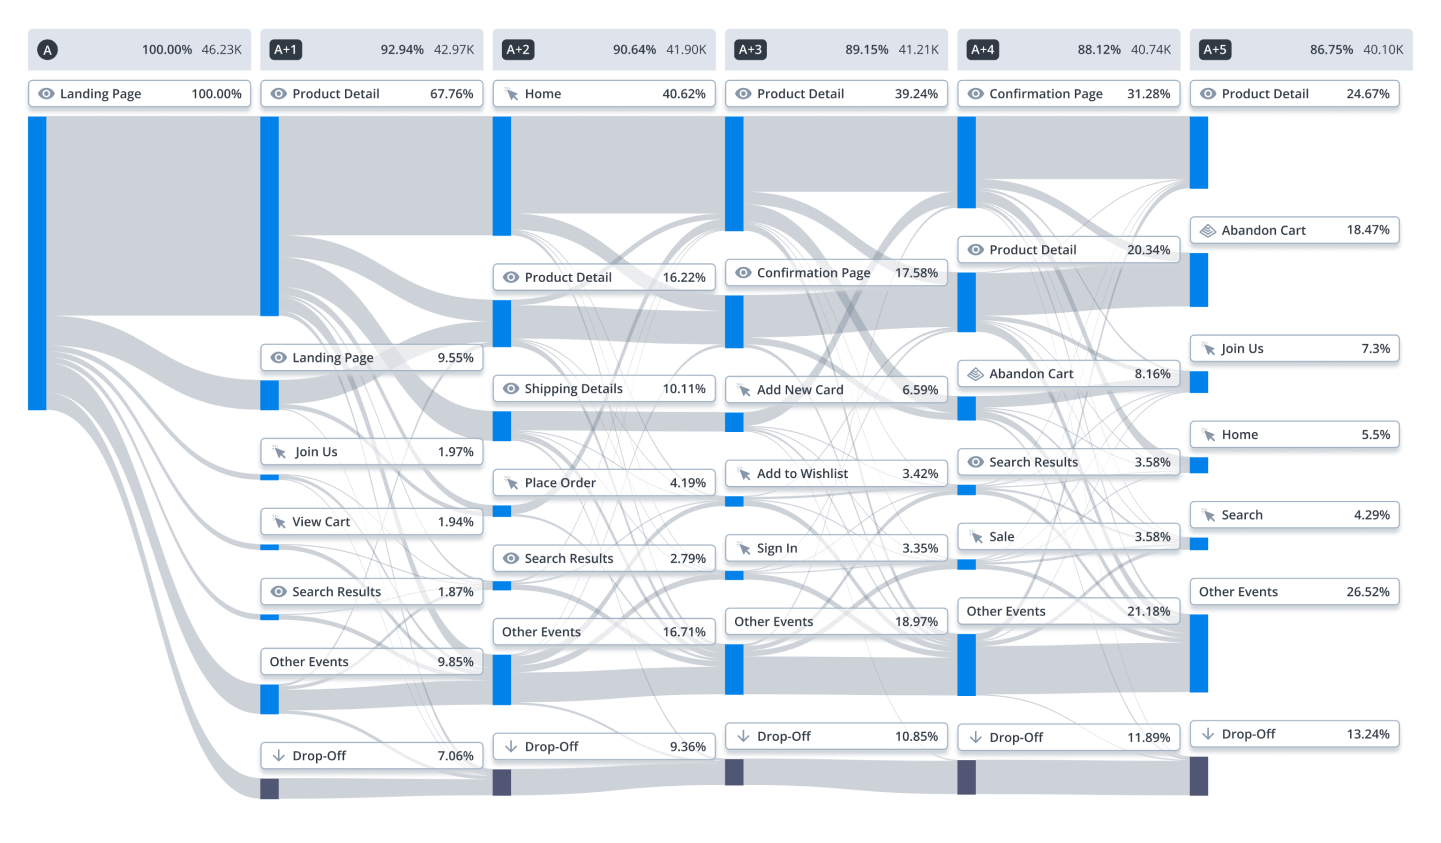 A 100.00% 46.23K
A+1 92.94% 42.97K
A+2 90.64% 41.90K
A+3 89.15% 41.21K
A+4 88.12% 40.74K
A+5 86.75% 40.10K
Landing Page 100.00%
Product Detail 67.76%
Landing Page 9.55%
Join Us 1.97%
View Cart 1.94%
Search Results 1.87%
Other Events 9.85%
Drop-Off 7.06%
Home 40.62%
Product Detail 16.22%
Shipping Details 10.11%
Place Order 4.19%
Search Results 2.79%
Other Events 16.71%
Drop-Off 9.36%
Product Detail 39.24%
Confirmation Page 17.58%
Add New Card 6.59%
Add to Wishlist 3.42%
Sign In 3.35%
Other Events 18.97%
Drop-Off 10.85%
Confirmation Page 31.28%
Product Detail 20.34%
Abandon Cart 8.16%
Search Results 3.58%
Sale 3.58%
Other Events 21.18%
Drop-Off 11.89%
Product Detail 24.67%
Abandon Cart 18.47%
Join Us 7.3%
Home 5.5%
Search 4.29%
Other Events 26.52%
Drop-Off 13.24%